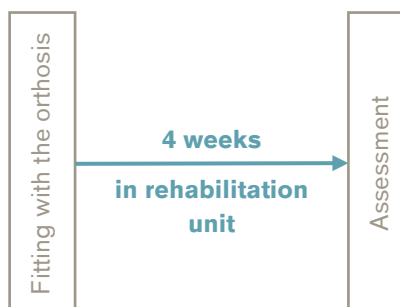 Fitting with the orthosis
4 weeks
in rehabilitation
unit
Assessment